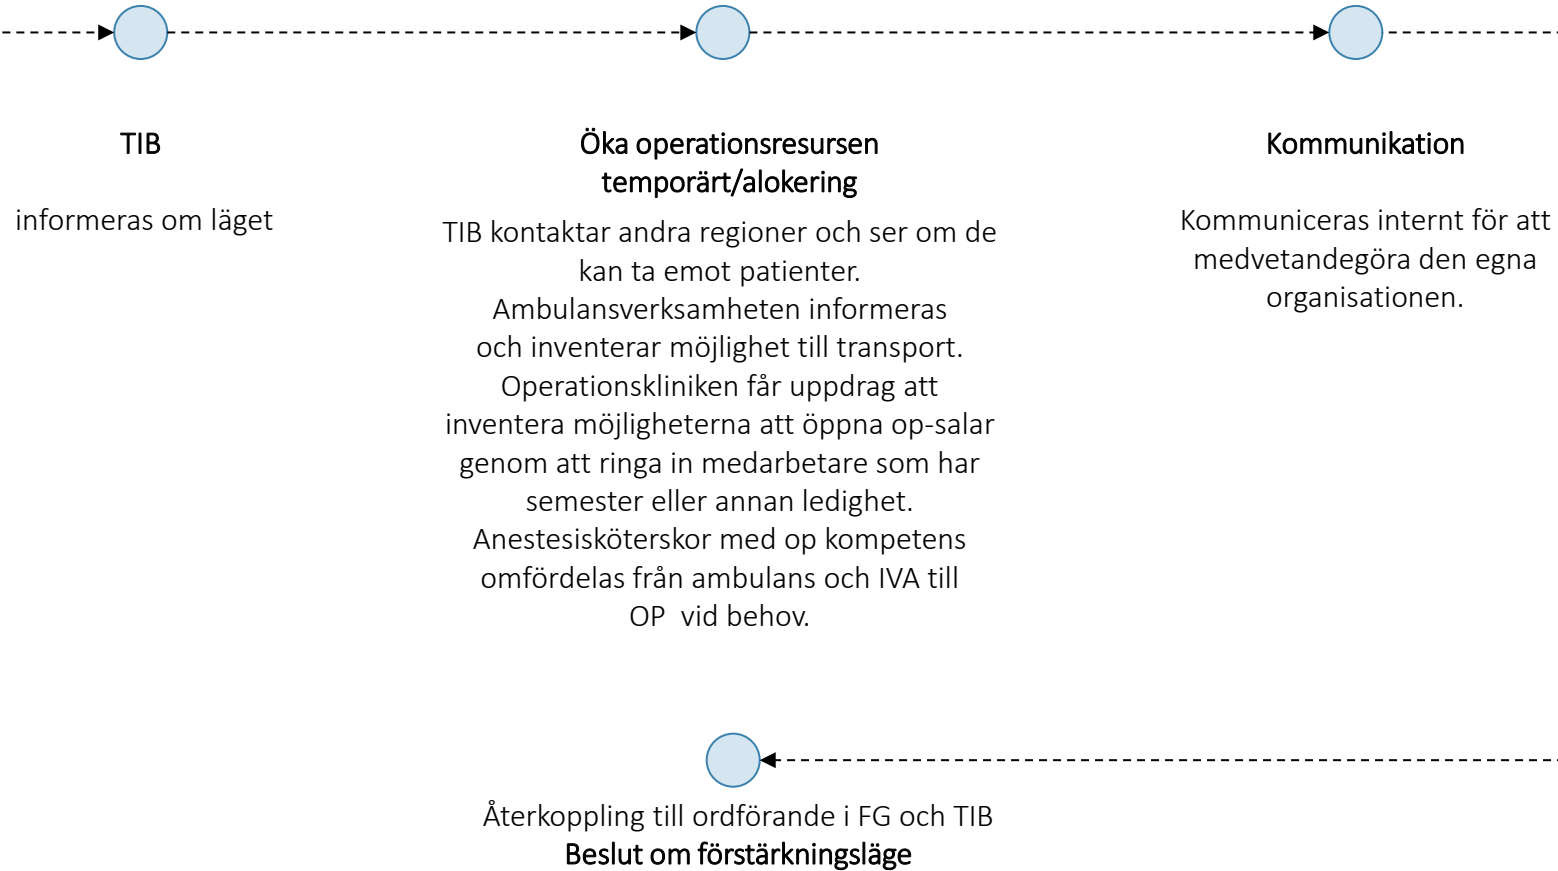 TIB
informeras om läget
Öka operationsresursen
temporärt/alokering
TIB kontaktar andra regioner och ser om de
kan ta emot patienter.
Ambulansverksamheten informeras
och inventerar möjlighet till transport.
Operationskliniken får uppdrag att
inventera möjligheterna att öppna op-salar
genom att ringa in medarbetare som har
semester eller annan ledighet.
Anestesisköterskor med op kompetens
omfördelas från ambulans och IVA till
OP  vid behov.
Kommunikation
Kommuniceras internt för att
medvetandegöra den egna
organisationen.
Återkoppling till ordförande i FG och TIB
Beslut om förstärkningsläge